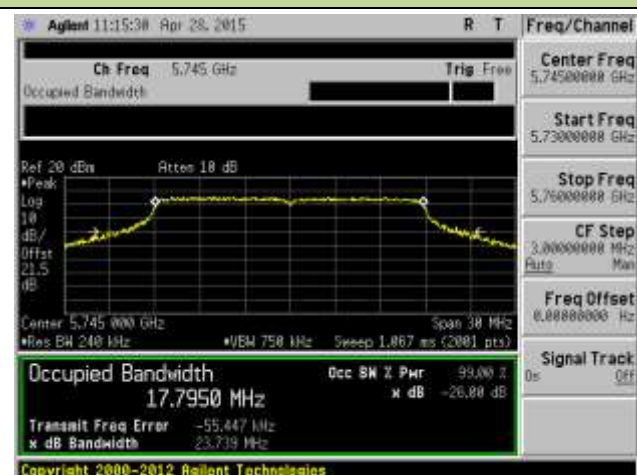 Agilent 11:15:30 Apr 28, 2015 R T
Freq/Channel
Ch Freq 5.745 GHz Trig Free
Occupied Bandwidth
Center Freq
5.74500000 GHz
Start Freq
5.73000000 GHz
Stop Freq
5.76000000 GHz
CF Step
3.00000000 MHz
Auto Man
Freq Offset
0.00000000 Hz
Signal Track
On Off
Ref 20 dBm Atten 10 dB
•Peak
Log
10
dB/
Offst
21.5
dB
Center 5.745 000 GHz Span 30 MHz
•Res BW 240 kHz •VBW 750 kHz Sweep 1.067 ms (2001 pts)
Occupied Bandwidth Occ BW % Pwr 99.00 %
17.7950 MHz x dB -26.00 dB
Transmit Freq Error -55.447 kHz
x dB Bandwidth 23.739 MHz
Copyright 2000-2012 Agilent Technologies